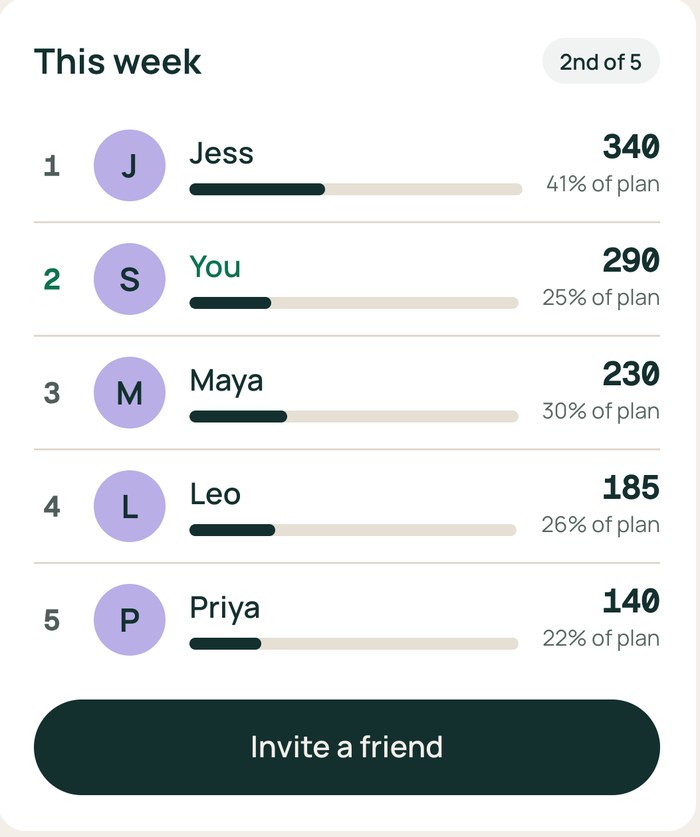 This week
2nd of 5
1
J
Jess
340
41% of plan
2
S
You
290
25% of plan
3
M
Maya
230
30% of plan
4
L
Leo
185
26% of plan
5
P
Priya
140
22% of plan
Invite a friend